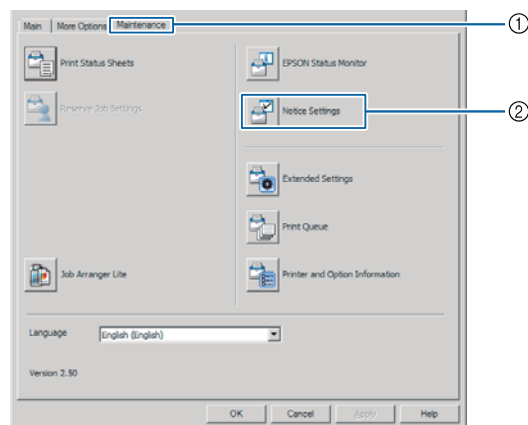 Main More Options Maintenance ①
Print Status Sheets EPSON Status Monitor
Reserve Job Settings Notice Settings ②
Extended Settings
Print Queue
Job Arranger Lite Printer and Option Information
Language English (English)
Version 2.50
OK Cancel Apply Help